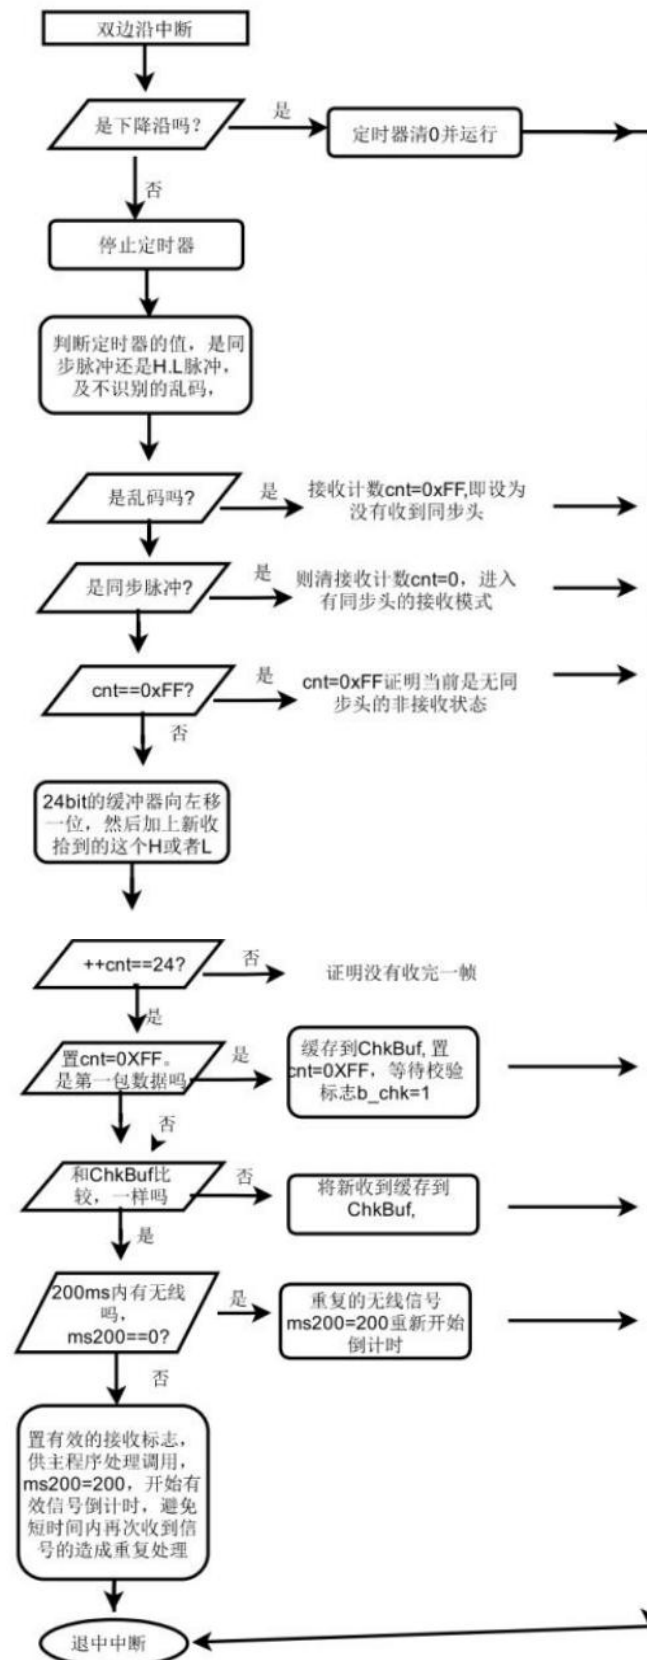 双边沿中断
是下降沿吗?
是
定时器清0并运行
否
停止定时器
判断定时器的值，是同
步脉冲还是H.L脉冲，
及不识别的乱码，
是乱码吗?
是
接收计数cnt=0xFF,即设为
没有收到同步头
是同步脉冲?
是
则清接收计数cnt=0，进入
有同步头的接收模式
cnt==0xFF?
是
cnt=0xFF证明当前是无同
步头的非接收状态
否
24bit的缓冲器向左移
一位，然后加上新收
拾到的这个H或者L
++cnt==24?
否
证明没有收完一帧
是
置cnt=0XFF。
是第一包数据吗
是
缓存到ChkBuf, 置
cnt=0XFF，等待校验
标志b_chk=1
否
和ChkBuf比
较，一样吗
否
将新收到缓存到
ChkBuf,
是
200ms内有无线
吗，
ms200==0?
是
重复的无线信号
ms200=200重新开始
倒计时
否
置有效的接收标志，
供主程序处理调用，
ms200=200，开始有
效信号倒计时，避免
短时间内再次收到信
号的造成重复处理
退中中断